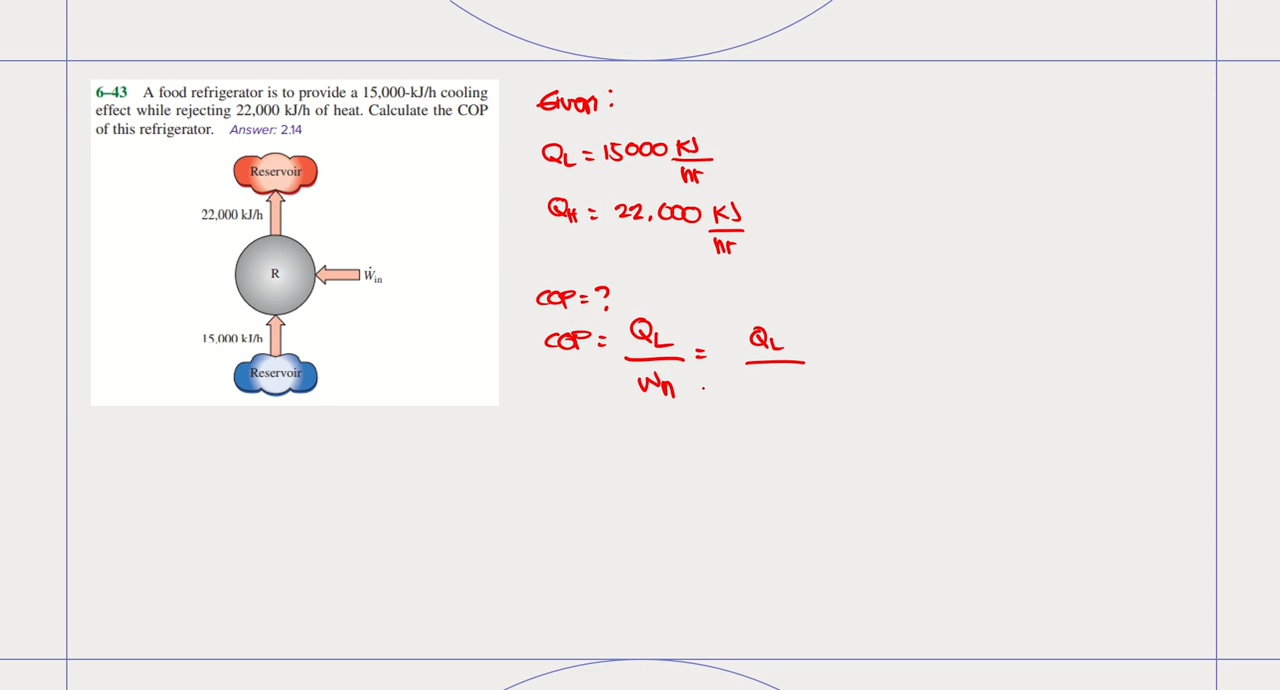 6–43 A food refrigerator is to provide a 15,000-kJ/h cooling
effect while rejecting 22,000 kJ/h of heat. Calculate the COP
of this refrigerator. Answer: 2.14
Reservoir
22,000 kJ/h
R
Ẇin
15,000 kJ/h
Reservoir
Given:
QL = 15000 KJ/hr
QH = 22,000 KJ/hr
COP = ?
COP = QL/Wn = QL